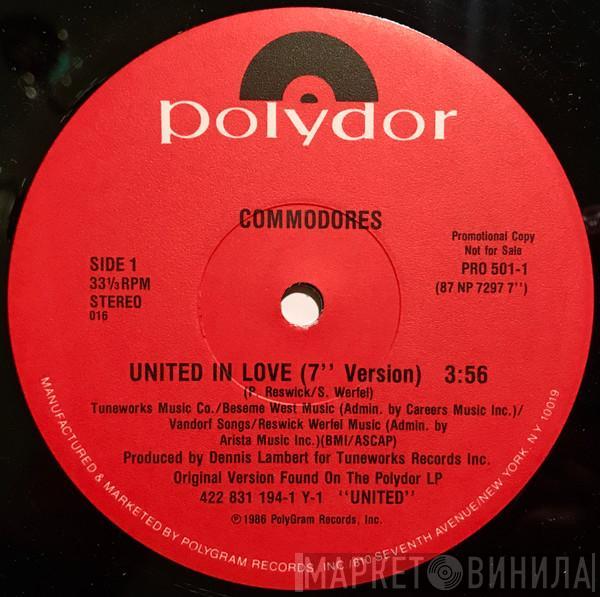 polydor
COMMODORES
Promotional Copy
Not for Sale
PRO 501-1
(87 NP 7297 7'')
SIDE 1
33⅓ RPM
STEREO
016
UNITED IN LOVE (7'' Version) 3:56
(P. Reswick/S. Werfel)
Tuneworks Music Co./Beseme West Music (Admin. by Careers Music Inc.)/
Vandorf Songs/Reswick Werfel Music (Admin. by
Arista Music Inc.)(BMI/ASCAP)
Produced by Dennis Lambert for Tuneworks Records Inc.
Original Version Found On The Polydor LP
422 831 194-1 Y-1 ''UNITED''
℗ 1986 PolyGram Records, Inc.
MANUFACTURED & MARKETED BY POLYGRAM RECORDS, INC./810 SEVENTH AVENUE/NEW YORK. NY 10019
МАРКЕТ ВИНИЛА